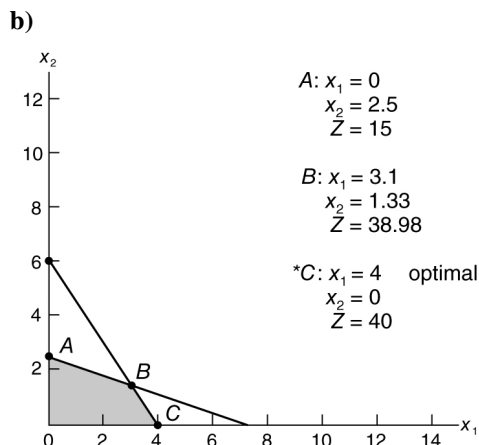 b)
x₂
12
10
8
6
4
2
0
2
4
6
8
10
12
14
x₁
A
B
C
A: x₁ = 0
x₂ = 2.5
Z = 15
B: x₁ = 3.1
x₂ = 1.33
Z = 38.98
*C: x₁ = 4 optimal
x₂ = 0
Z = 40